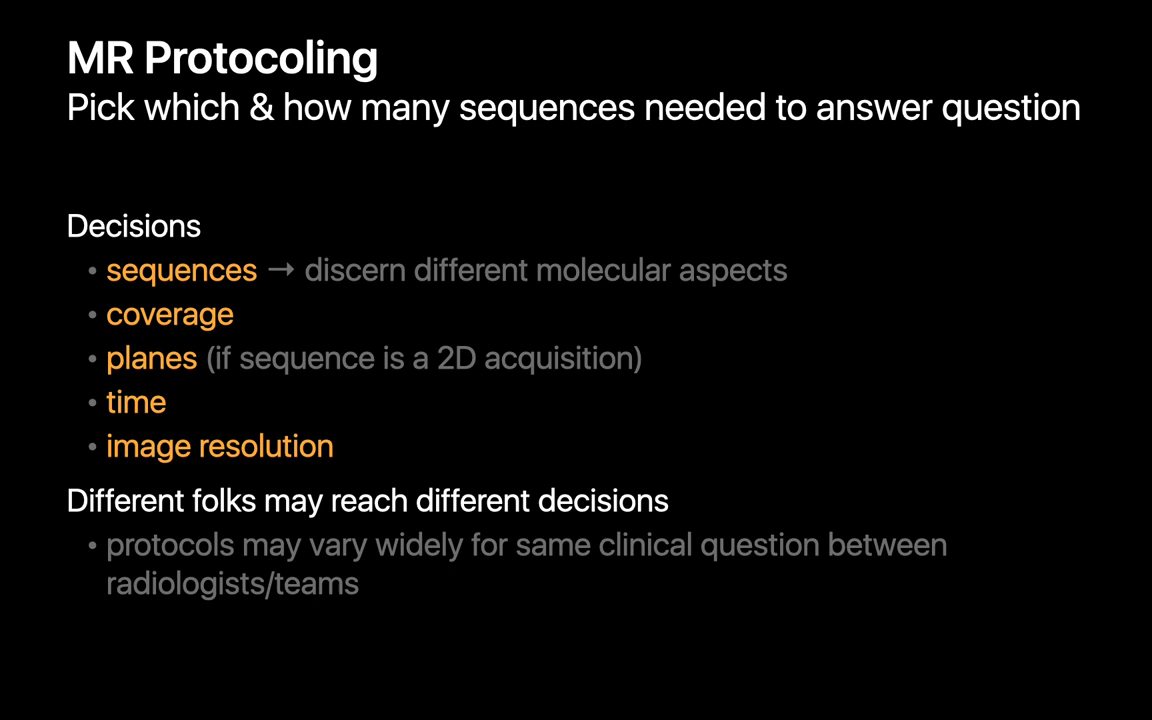 MR Protocoling
Pick which & how many sequences needed to answer question
Decisions
• sequences → discern different molecular aspects
• coverage
• planes (if sequence is a 2D acquisition)
• time
• image resolution
Different folks may reach different decisions
• protocols may vary widely for same clinical question between
radiologists/teams